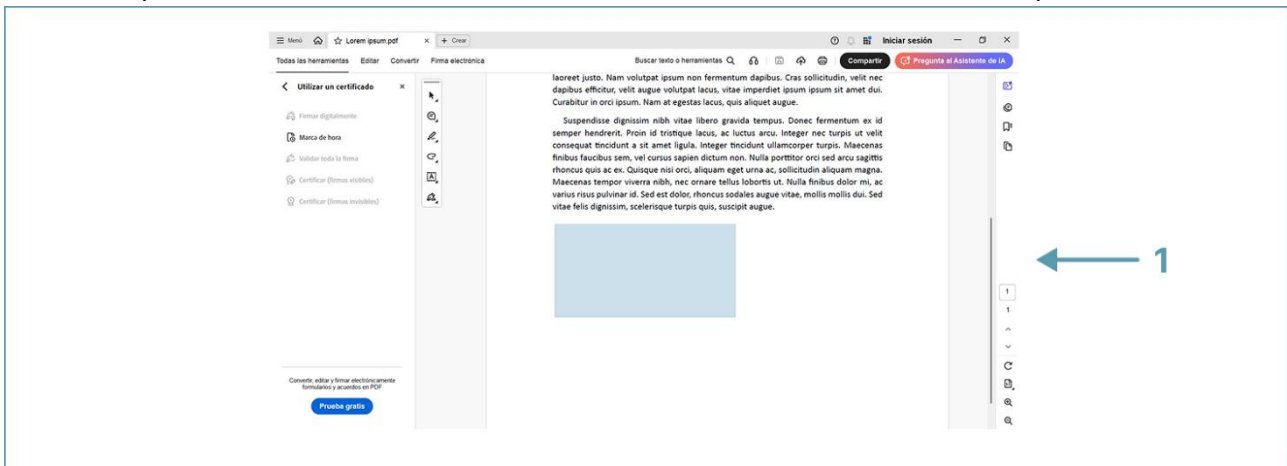 Menú
Lorem ipsum.pdf
+ Crear
Iniciar sesión
Todas las herramientas Editar Convertir Firma electrónica
Buscar texto o herramientas
Compartir
Pregunta al Asistente de IA
Utilizar un certificado
Firmar digitalmente
Marca de hora
Validar toda la firma
Certificar (firmas visibles)
Certificar (firmas invisibles)
Convertir, editar y firmar electrónicamente
formularios y acuerdos en PDF
Prueba gratis
laoreet justo. Nam volutpat ipsum non fermentum dapibus. Cras sollicitudin, velit nec
dapibus efficitur, velit augue volutpat lacus, vitae imperdiet ipsum ipsum sit amet dui.
Curabitur in orci ipsum. Nam at egestas lacus, quis aliquet augue.
Suspendisse dignissim nibh vitae libero gravida tempus. Donec fermentum ex id
semper hendrerit. Proin id tristique lacus, ac luctus arcu. Integer nec turpis ut velit
consequat tincidunt a sit amet ligula. Integer tincidunt ullamcorper turpis. Maecenas
finibus faucibus sem, vel cursus sapien dictum non. Nulla porttitor orci sed arcu sagittis
rhoncus quis ac ex. Quisque nisi orci, aliquam eget urna ac, sollicitudin aliquam magna.
Maecenas tempor viverra nibh, nec ornare tellus lobortis ut. Nulla finibus dolor mi, ac
varius risus pulvinar id. Sed est dolor, rhoncus sodales augue vitae, mollis mollis dui. Sed
vitae felis dignissim, scelerisque turpis quis, suscipit augue.
1
1
1